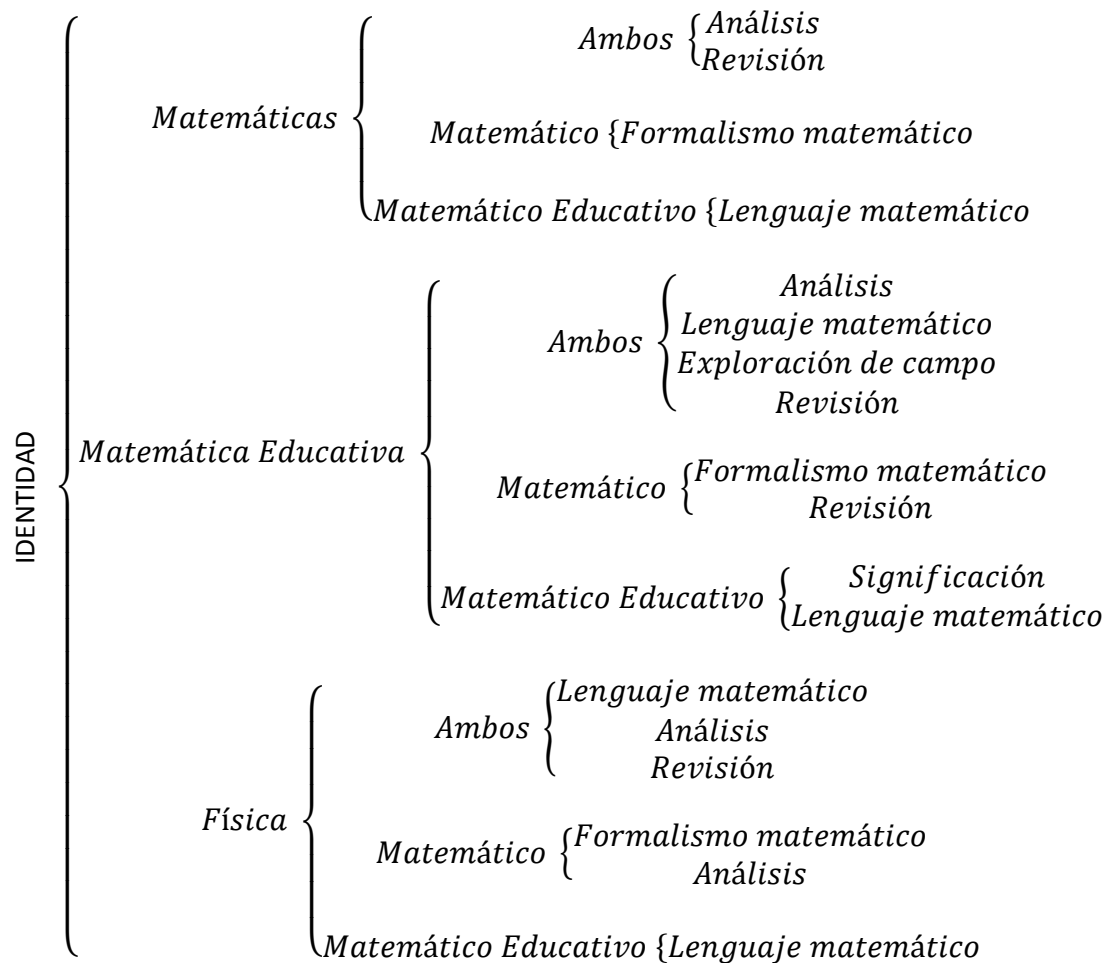 IDENTIDAD
Matemáticas
Ambos
Análisis
Revisión
Matemático {Formalismo matemático
Matemático Educativo {Lenguaje matemático
Matemática Educativa
Ambos
Análisis
Lenguaje matemático
Exploración de campo
Revisión
Matemático
Formalismo matemático
Revisión
Matemático Educativo
Significación
Lenguaje matemático
Física
Ambos
Lenguaje matemático
Análisis
Revisión
Matemático
Formalismo matemático
Análisis
Matemático Educativo {Lenguaje matemático